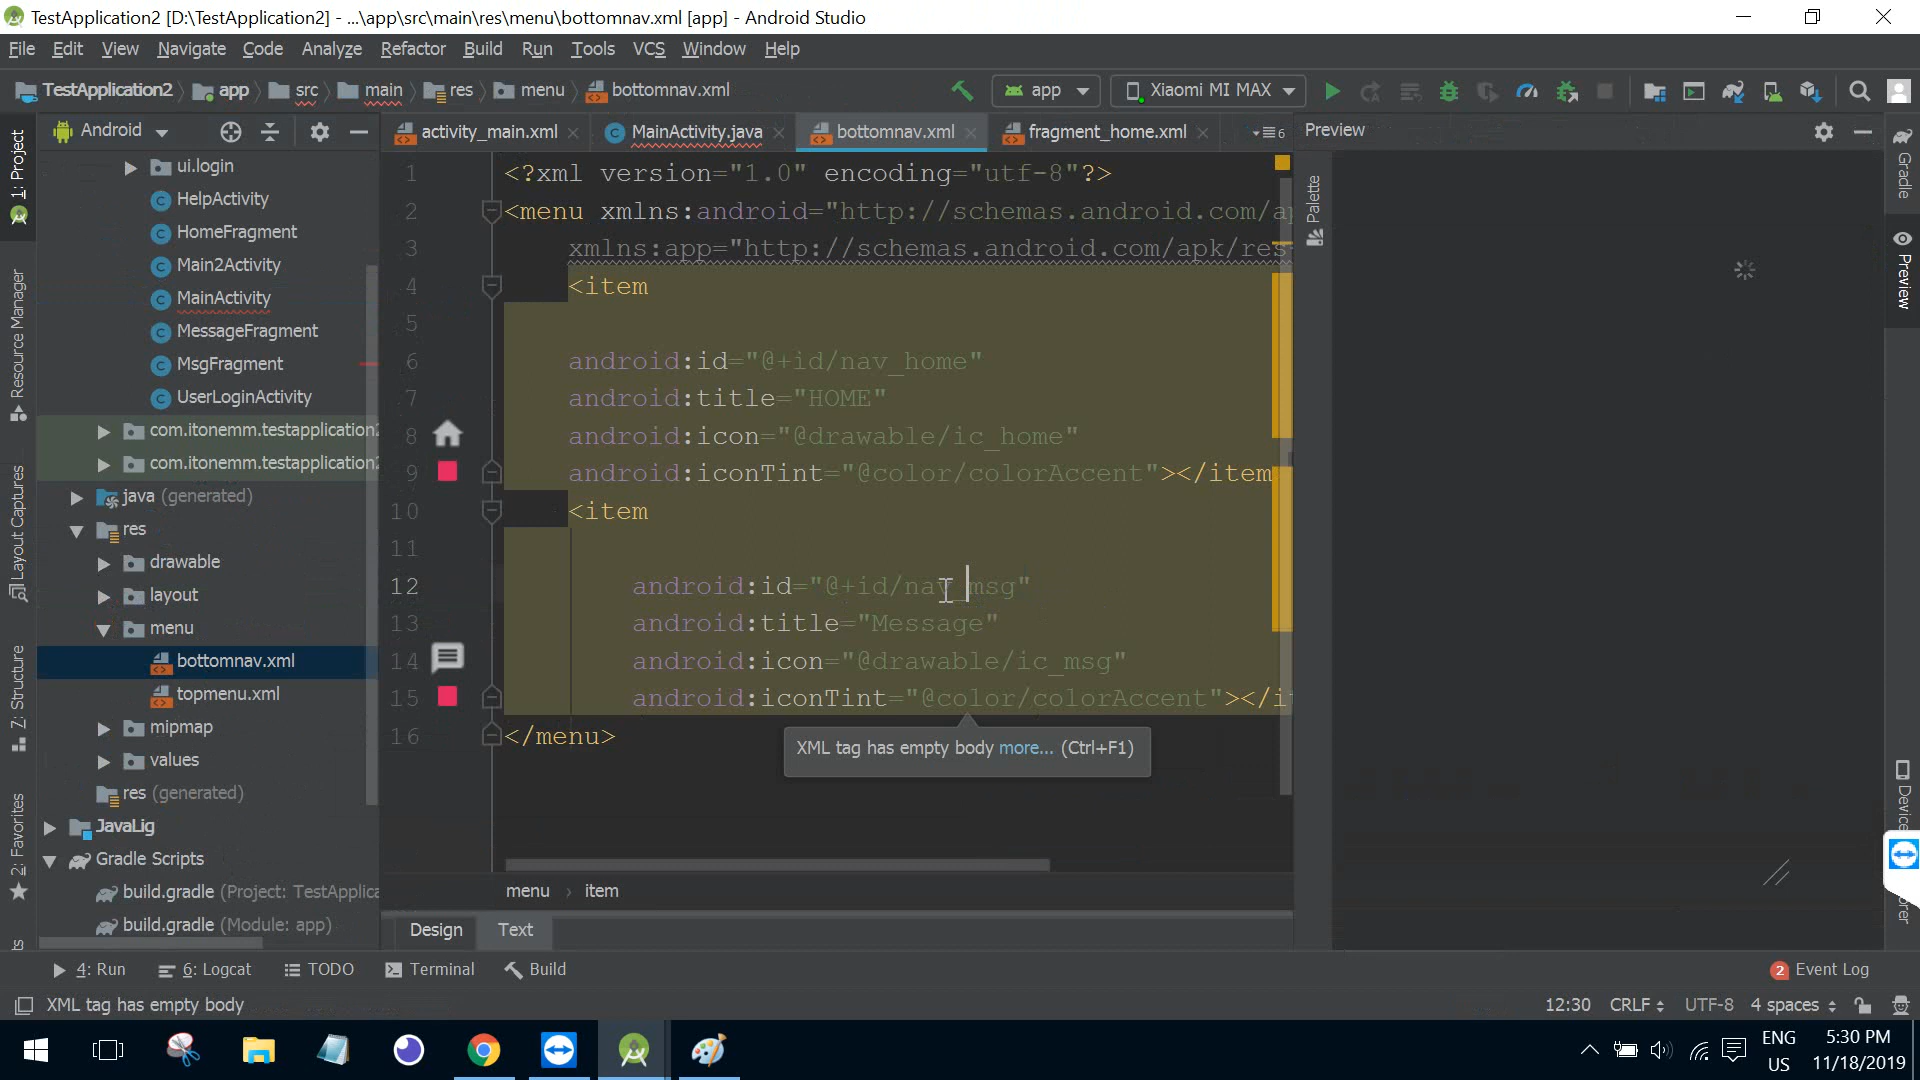 TestApplication2 [D:\TestApplication2] - ...\app\src\main\res\menu\bottomnav.xml [app] - Android Studio
File Edit View Navigate Code Analyze Refactor Build Run Tools VCS Window Help
TestApplication2 app src main res menu bottomnav.xml app Xiaomi MI MAX
Android activity_main.xml MainActivity.java bottomnav.xml fragment_home.xml 6 Preview
1: Project
Resource Manager
Layout Captures
Z: Structure
2: Favorites
ui.login
HelpActivity
HomeFragment
Main2Activity
MainActivity
MessageFragment
MsgFragment
UserLoginActivity
com.itonemm.testapplication2
com.itonemm.testapplication2
java (generated)
res
drawable
layout
menu
bottomnav.xml
topmenu.xml
mipmap
values
res (generated)
JavaLig
Gradle Scripts
build.gradle (Project: TestApplica
build.gradle (Module: app)
1 <?xml version="1.0" encoding="utf-8"?>
2 <menu xmlns:android="http://schemas.android.com/ap
3 xmlns:app="http://schemas.android.com/apk/res
4 <item
5
6 android:id="@+id/nav_home"
7 android:title="HOME"
8 android:icon="@drawable/ic_home"
9 android:iconTint="@color/colorAccent"></item
10 <item
11
12 android:id="@+id/nav_msg"
13 android:title="Message"
14 android:icon="@drawable/ic_msg"
15 android:iconTint="@color/colorAccent"></it
16 </menu>
XML tag has empty body more... (Ctrl+F1)
menu › item
Design Text
Palette
Gradle
Preview
Device
orer
4: Run 6: Logcat TODO Terminal Build 2 Event Log
XML tag has empty body 12:30 CRLF UTF-8 4 spaces
ENG
US
5:30 PM
11/18/2019